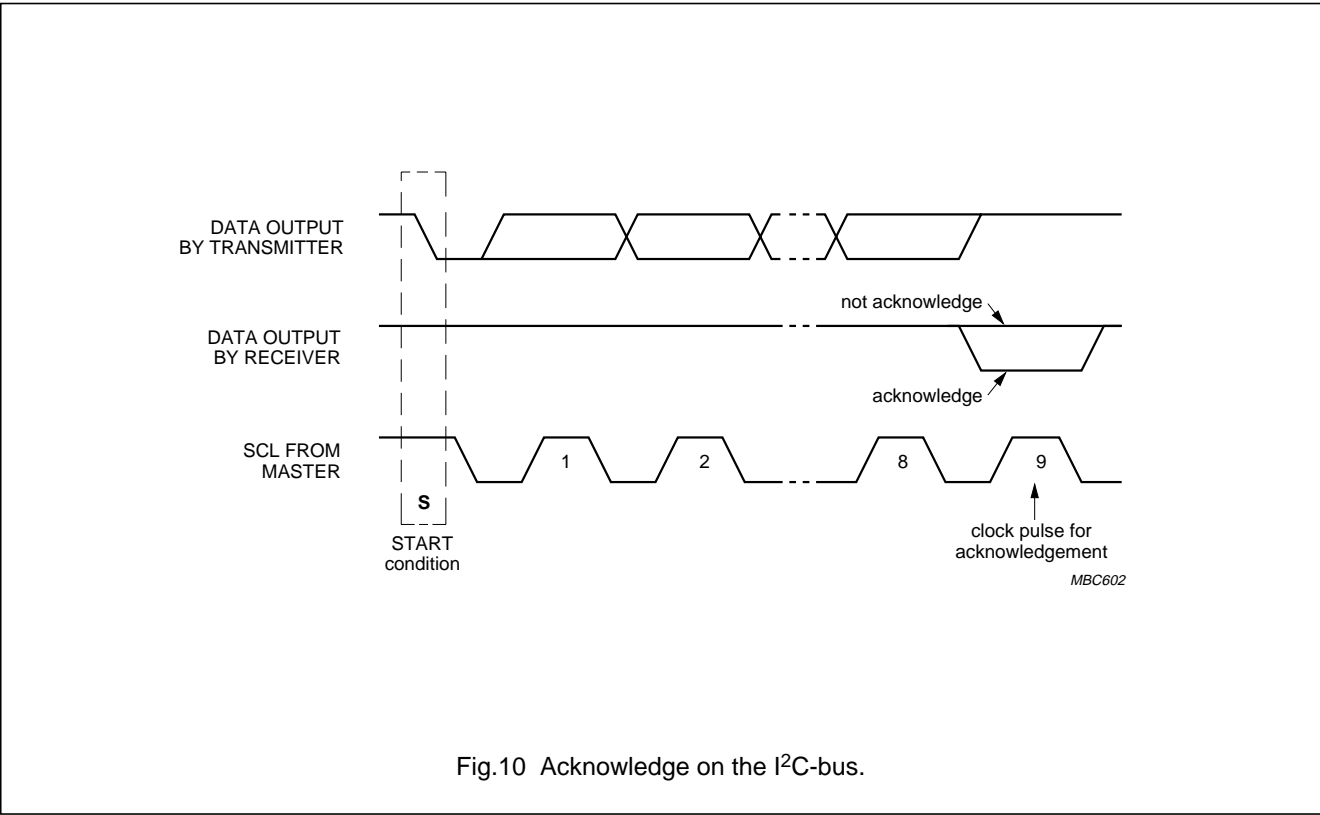 DATA OUTPUT
BY TRANSMITTER
not acknowledge
DATA OUTPUT
BY RECEIVER
acknowledge
SCL FROM
MASTER
1
2
8
9
S
START
condition
clock pulse for
acknowledgement
MBC602
Fig.10 Acknowledge on the I²C-bus.